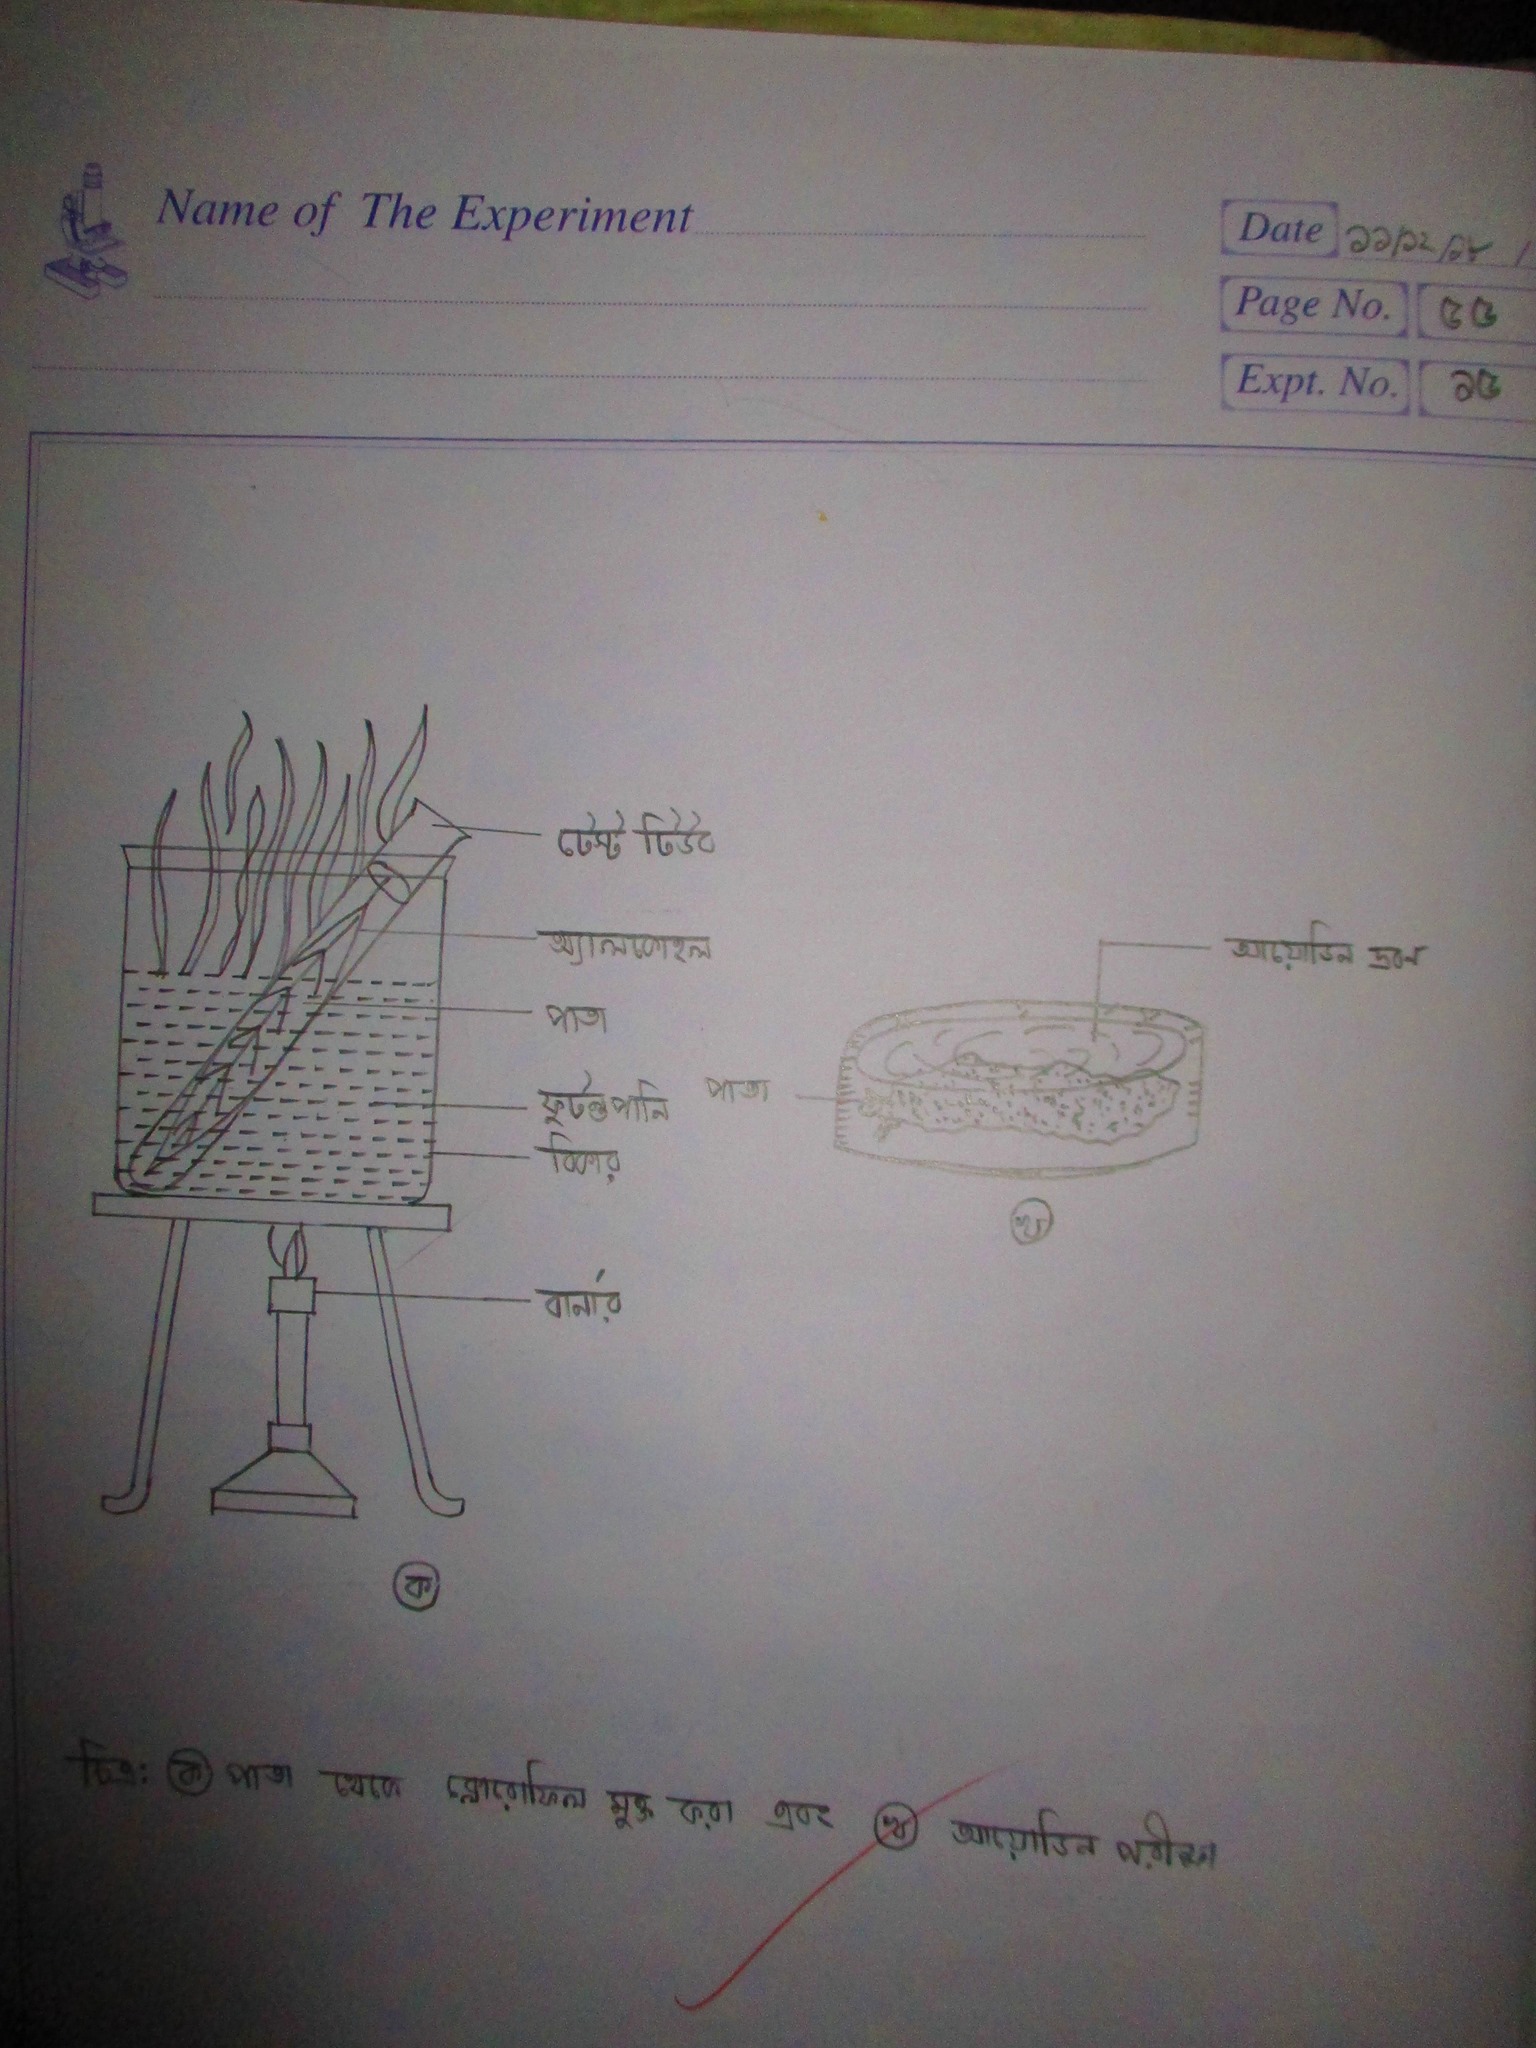 Name of The Experiment
Date ১১/১২/১৮
Page No. ৫৫
Expt. No. ১৫
টেস্ট টিউব
অ্যালকোহল
আয়োডিন দ্রবন
পাতা
ফুটন্ত পানি
পাতা
বিকার
খ
বার্নার
ক
চিত্র: ক পাতা থেকে ক্লোরোফিল মুক্ত করা এবং খ আয়োডিন পরীক্ষা